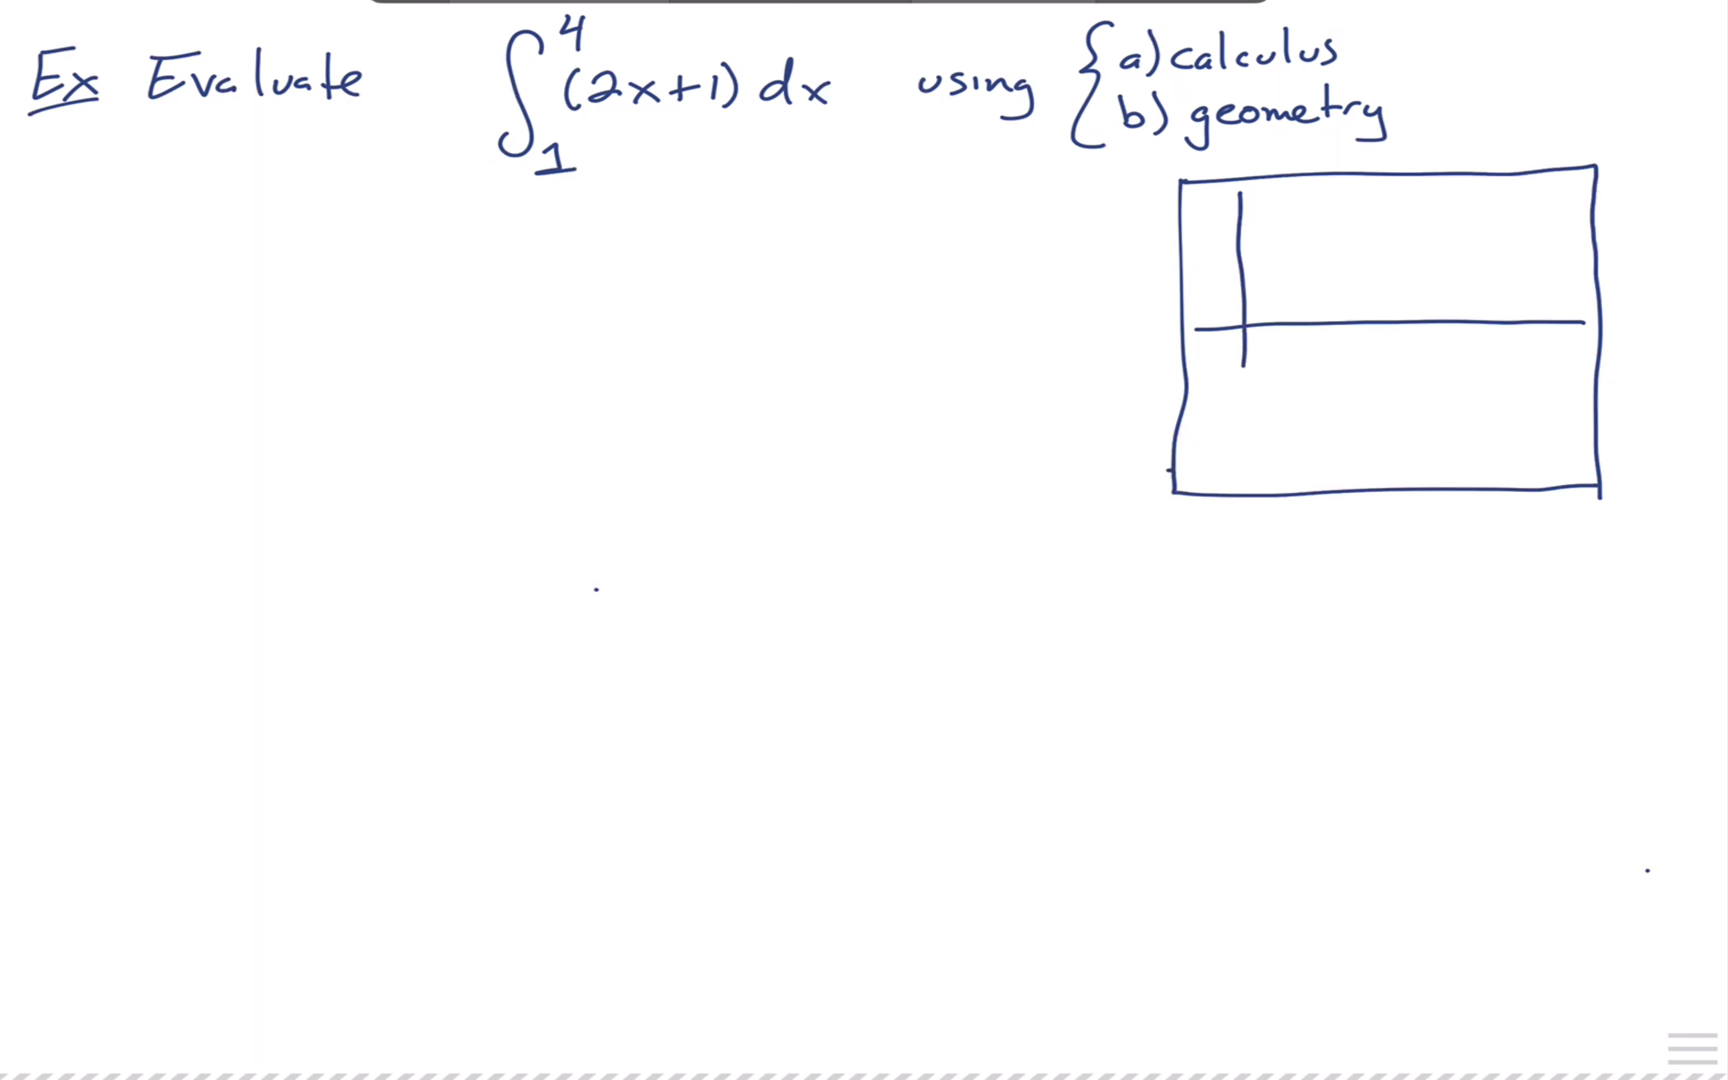 Ex Evaluate ∫₁⁴ (2x+1) dx using { a) calculus
b) geometry